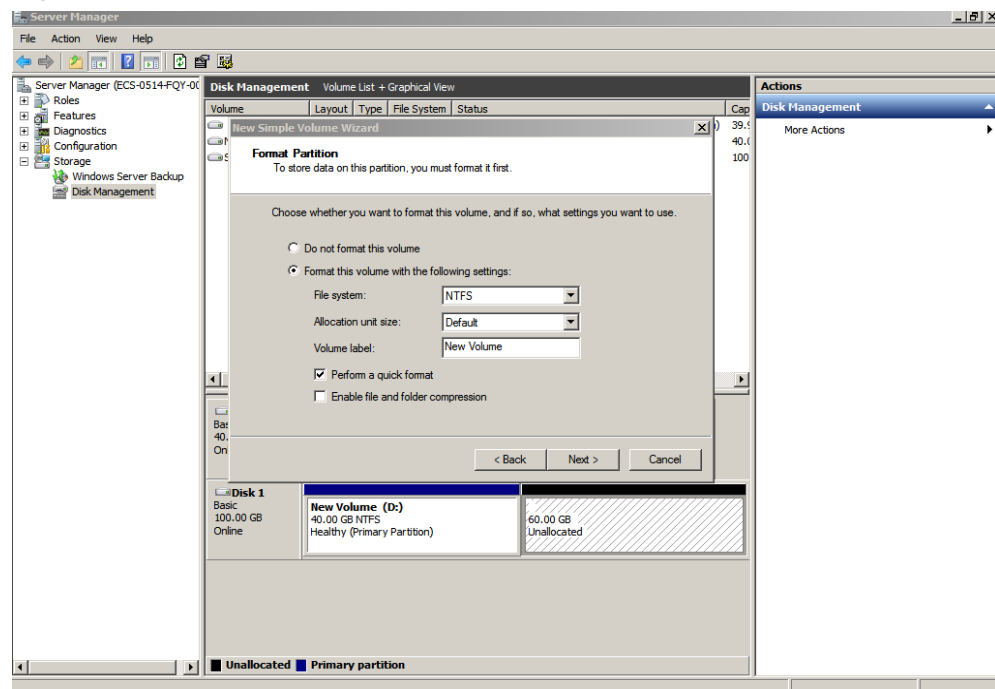 Server Manager
File Action View Help
Server Manager (ECS-0514-FQY-00
Roles
Features
Diagnostics
Configuration
Storage
Windows Server Backup
Disk Management
Disk Management Volume List + Graphical View
Volume Layout Type File System Status Cap
39.9
40.0
100
New Simple Volume Wizard
Format Partition
To store data on this partition, you must format it first.
Choose whether you want to format this volume, and if so, what settings you want to use.
Do not format this volume
Format this volume with the following settings:
File system: NTFS
Allocation unit size: Default
Volume label: New Volume
Perform a quick format
Enable file and folder compression
< Back Next > Cancel
Bas
40.
On
Disk 1
Basic
100.00 GB
Online
New Volume (D:)
40.00 GB NTFS
Healthy (Primary Partition)
60.00 GB
Unallocated
Unallocated Primary partition
Actions
Disk Management
More Actions